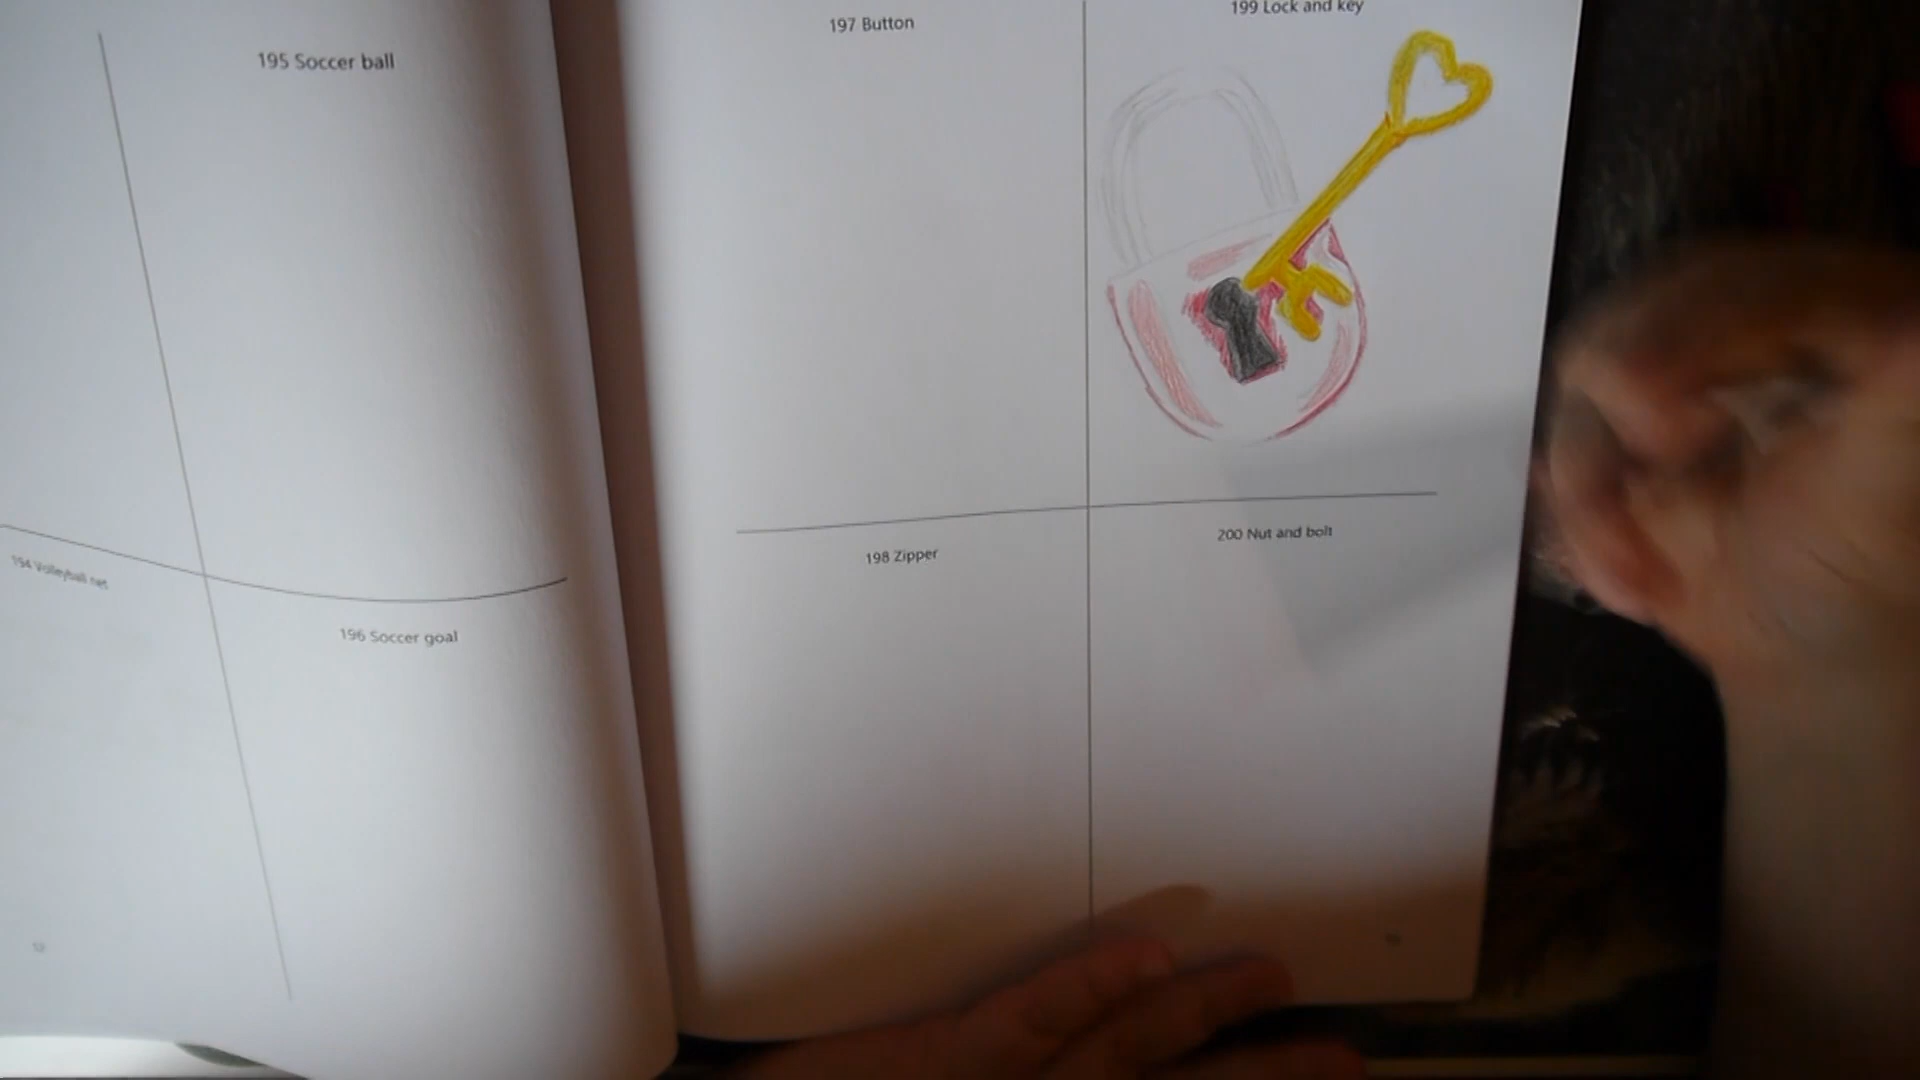 195 Soccer ball
194 Volleyball net
196 Soccer goal
197 Button
198 Zipper
199 Lock and key
200 Nut and bolt